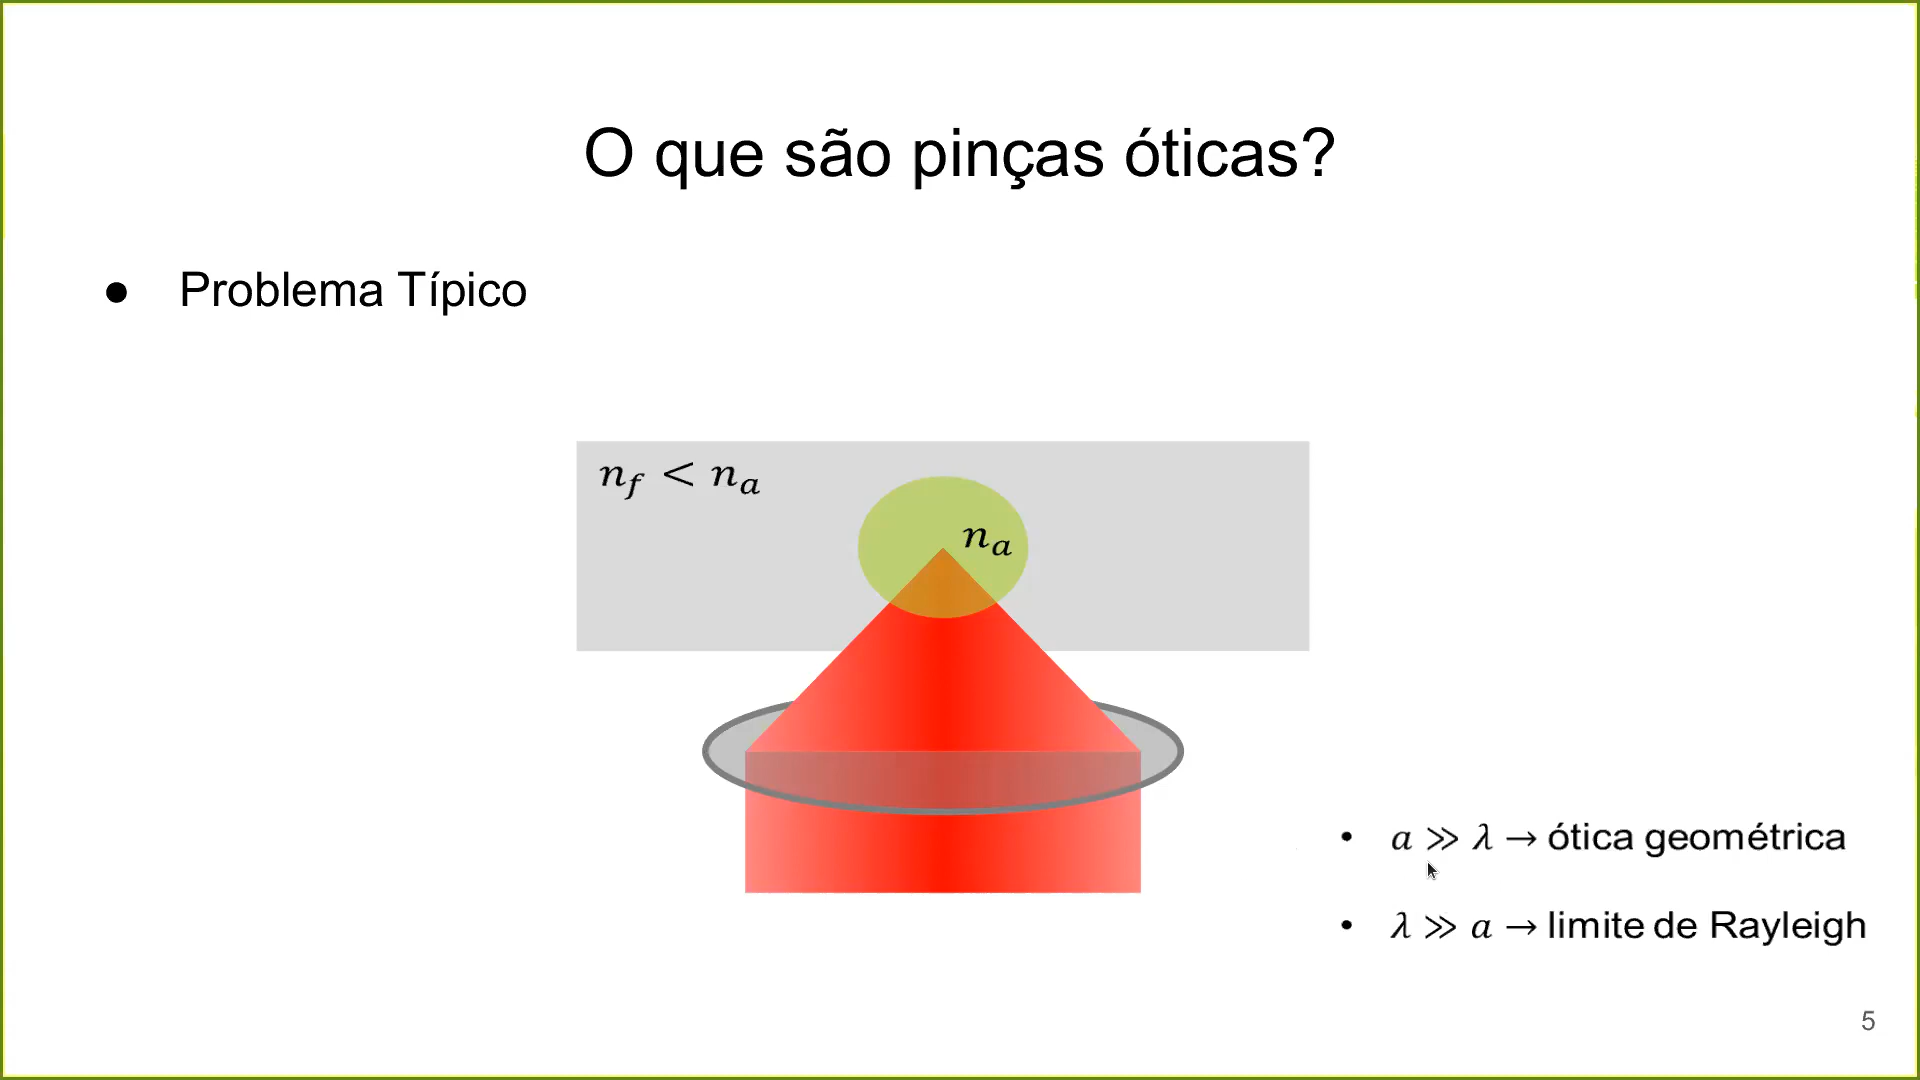 O que são pinças óticas?
● Problema Típico
n_f < n_a
n_a
• a ≫ λ → ótica geométrica
• λ ≫ a → limite de Rayleigh
5